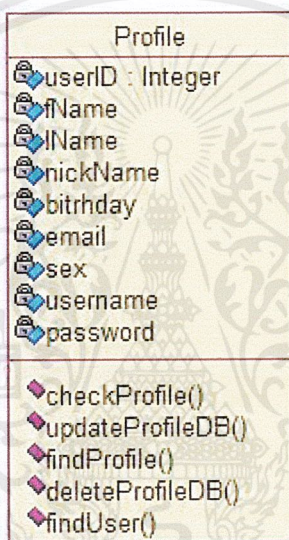 Profile
userID : Integer
fName
lName
nickName
bitrhday
email
sex
username
password
checkProfile()
updateProfileDB()
findProfile()
deleteProfileDB()
findUser()